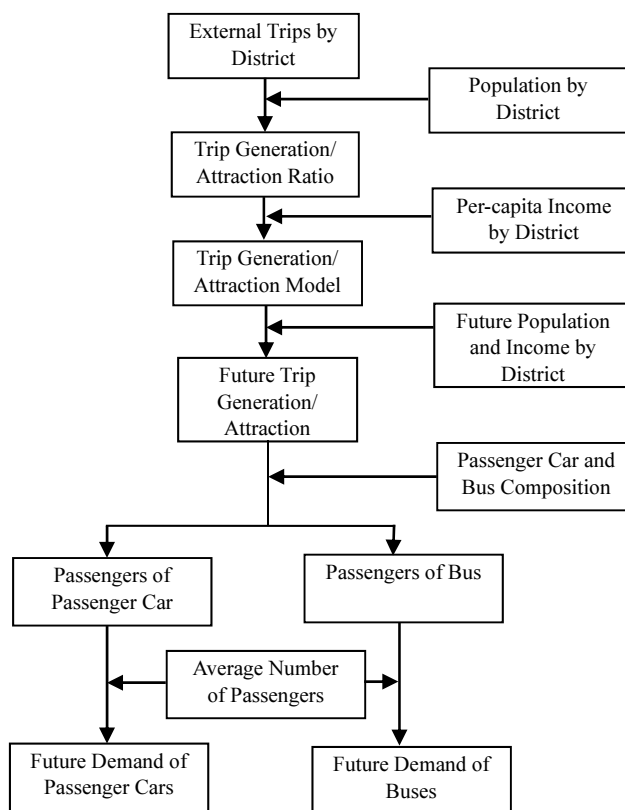 External Trips by
District
Population by
District
Trip Generation/
Attraction Ratio
Per-capita Income
by District
Trip Generation/
Attraction Model
Future Population
and Income by
District
Future Trip
Generation/
Attraction
Passenger Car and
Bus Composition
Passengers of
Passenger Car
Passengers of Bus
Average Number
of Passengers
Future Demand of
Passenger Cars
Future Demand of
Buses